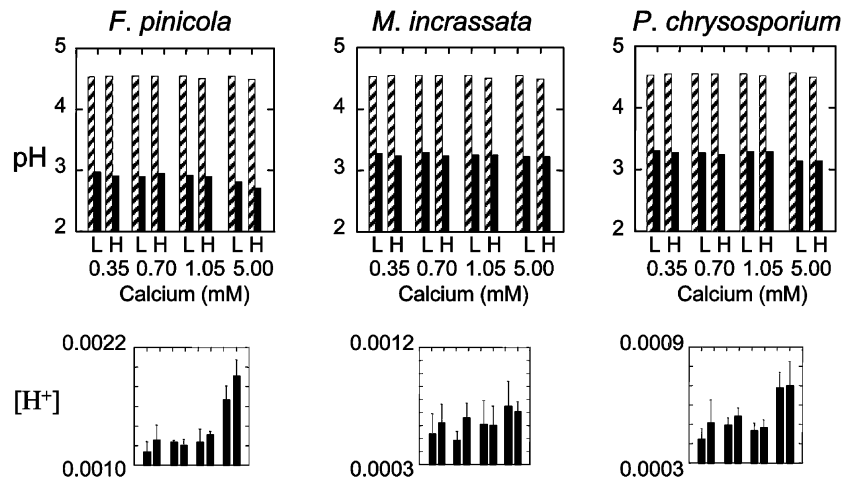 F. pinicola M. incrassata P. chrysosporium
5 5 5
4 4 4
pH 3 3 3
2 2 2
L H L H L H L H L H L H L H L H L H L H L H L H
0.35 0.70 1.05 5.00 0.35 0.70 1.05 5.00 0.35 0.70 1.05 5.00
Calcium (mM) Calcium (mM) Calcium (mM)
0.0022 0.0012 0.0009
[H⁺]
0.0010 0.0003 0.0003